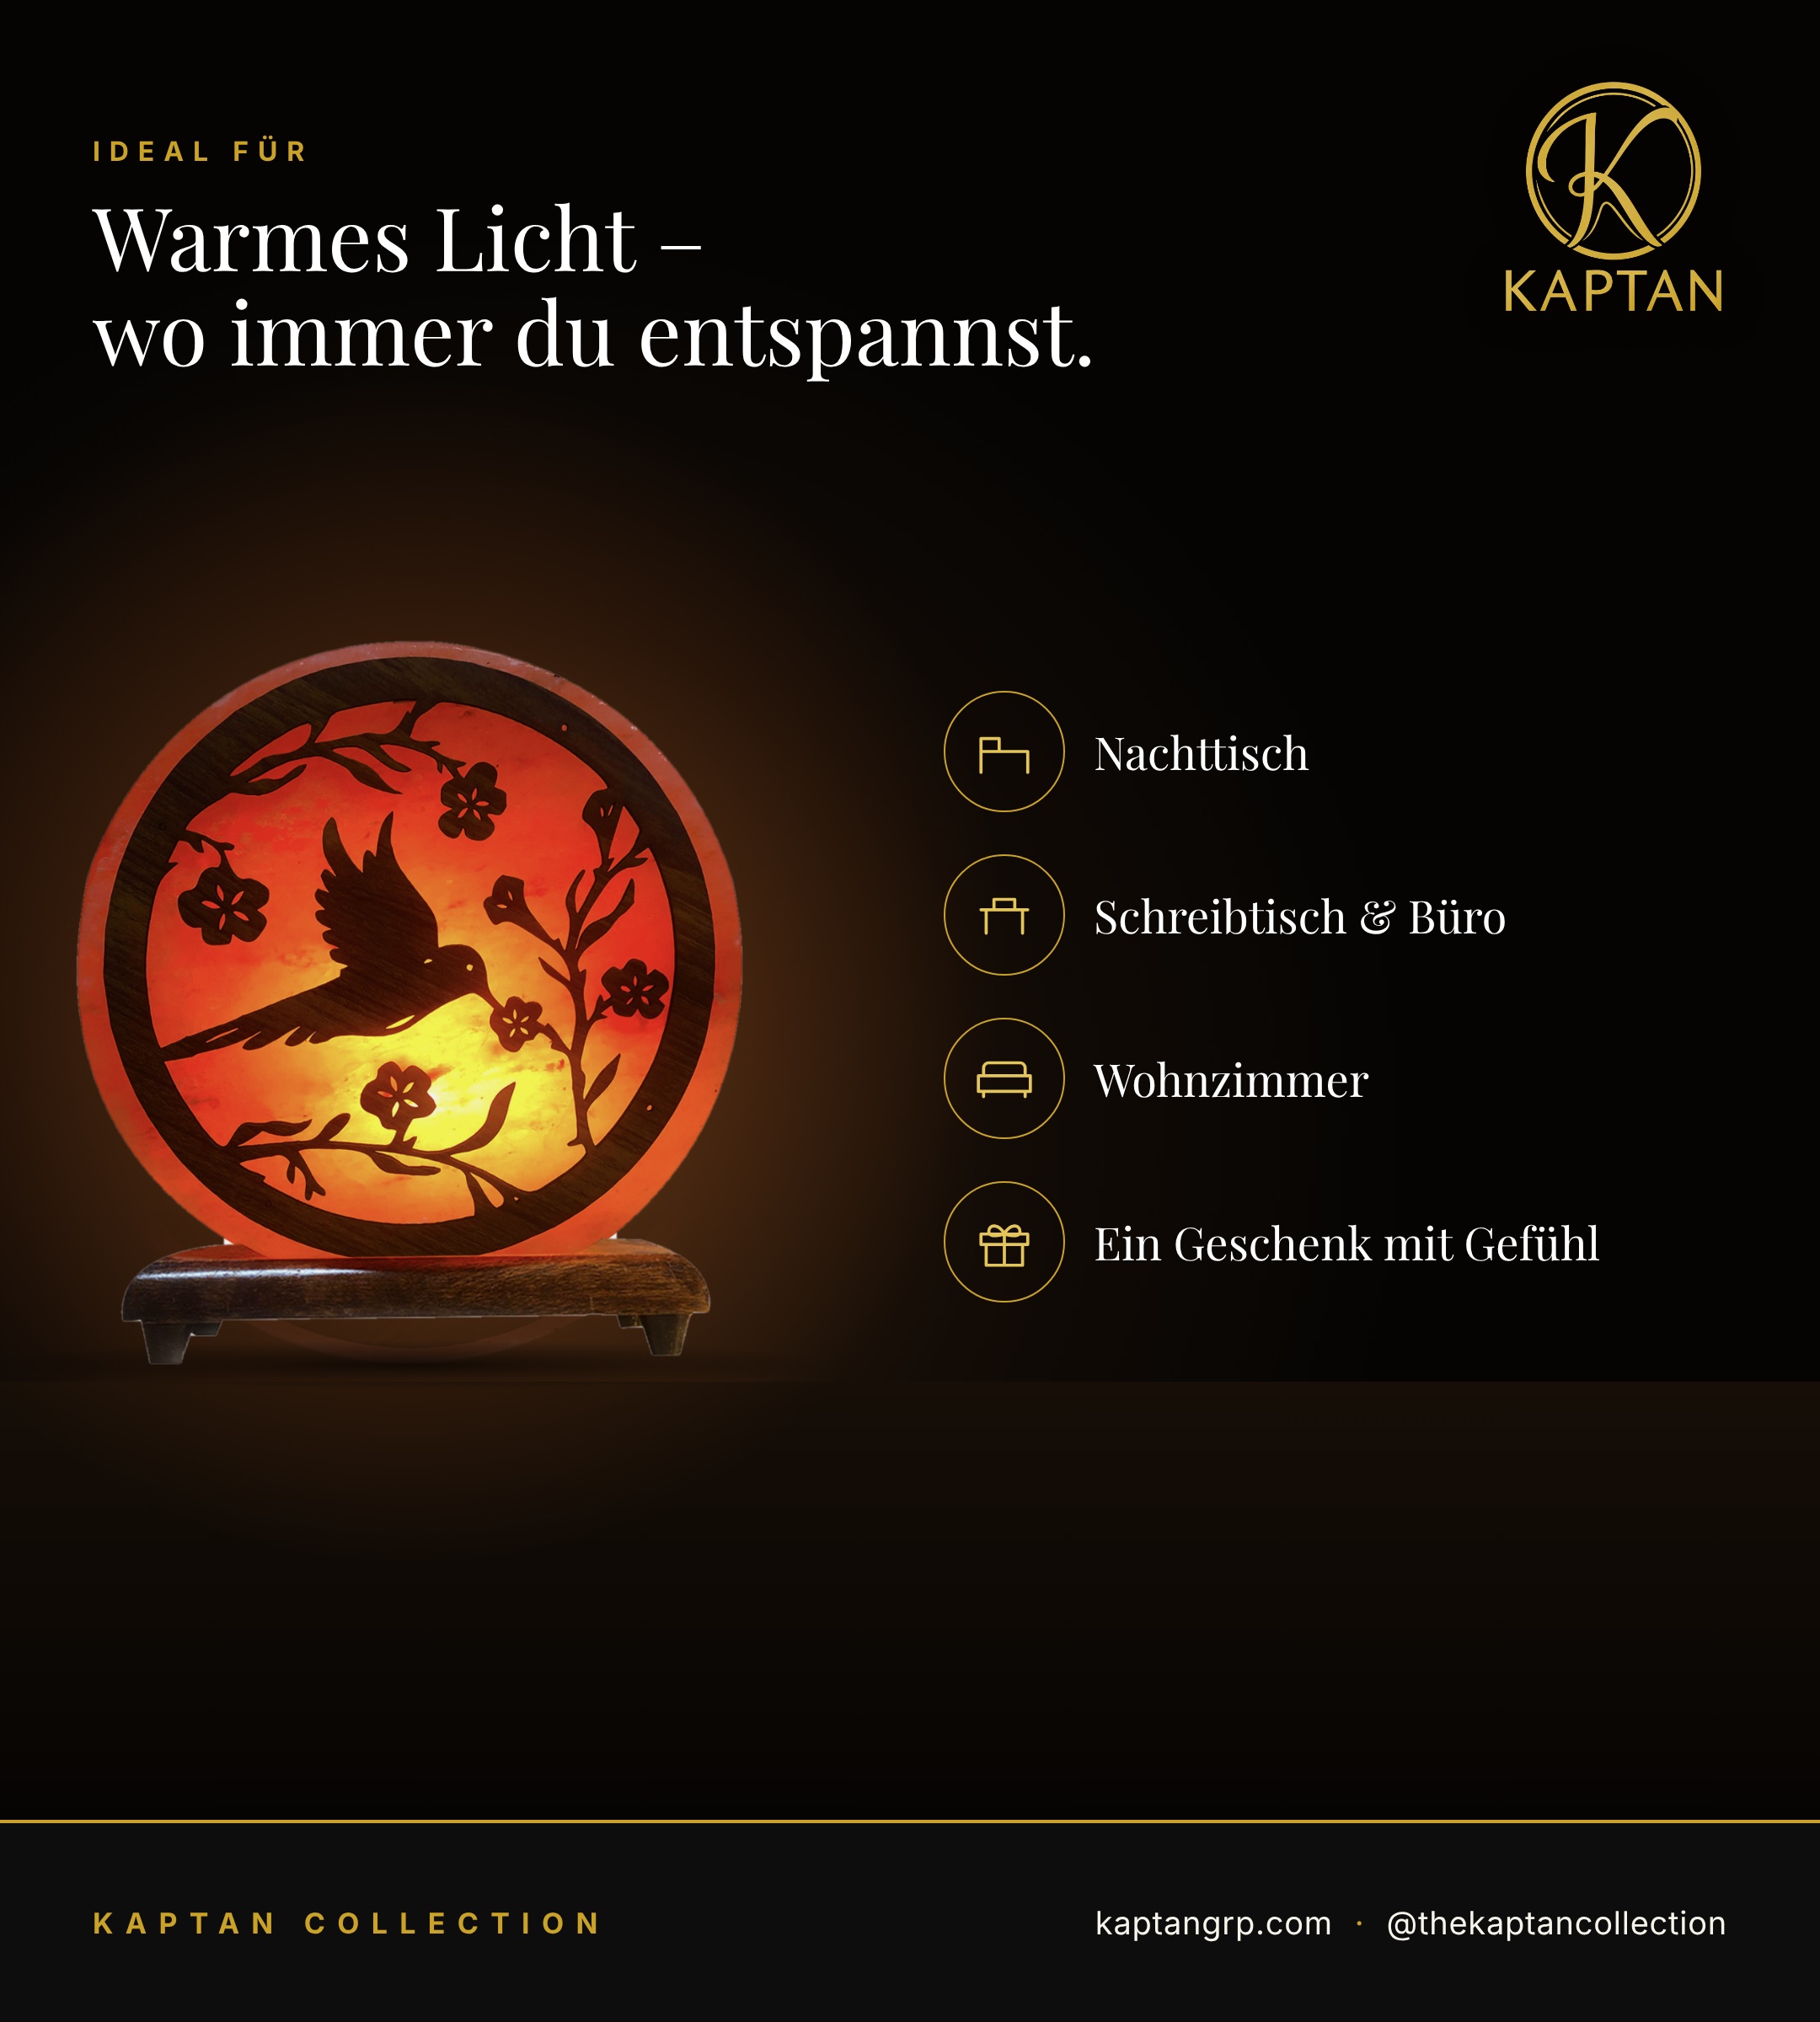 IDEAL FÜR
Warmes Licht –
wo immer du entspannst.
K
KAPTAN
Nachttisch
Schreibtisch & Büro
Wohnzimmer
Ein Geschenk mit Gefühl
KAPTAN COLLECTION
kaptangrp.com · @thekaptancollection